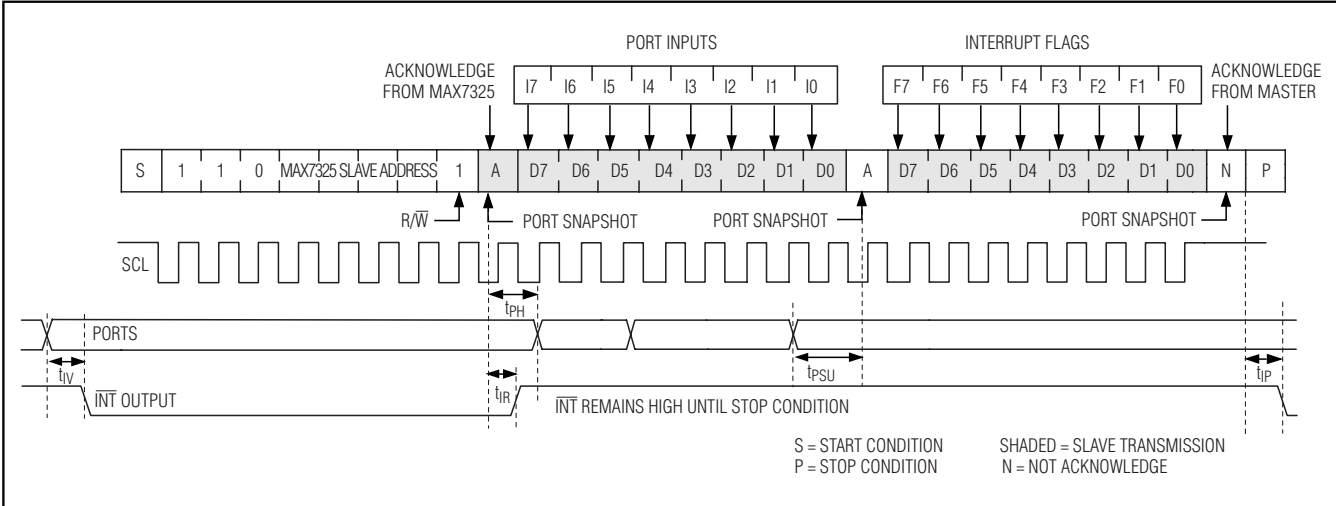 PORT INPUTS INTERRUPT FLAGS
ACKNOWLEDGE FROM MAX7325
I7 I6 I5 I4 I3 I2 I1 I0
F7 F6 F5 F4 F3 F2 F1 F0
ACKNOWLEDGE FROM MASTER
S 1 1 0 MAX7325 SLAVE ADDRESS 1 A D7 D6 D5 D4 D3 D2 D1 D0 A D7 D6 D5 D4 D3 D2 D1 D0 N P
R/W̅ PORT SNAPSHOT PORT SNAPSHOT PORT SNAPSHOT
SCL
tPH
PORTS
tIV tIR tPSU tIP
I̅N̅T̅ OUTPUT I̅N̅T̅ REMAINS HIGH UNTIL STOP CONDITION
S = START CONDITION SHADED = SLAVE TRANSMISSION
P = STOP CONDITION N = NOT ACKNOWLEDGE